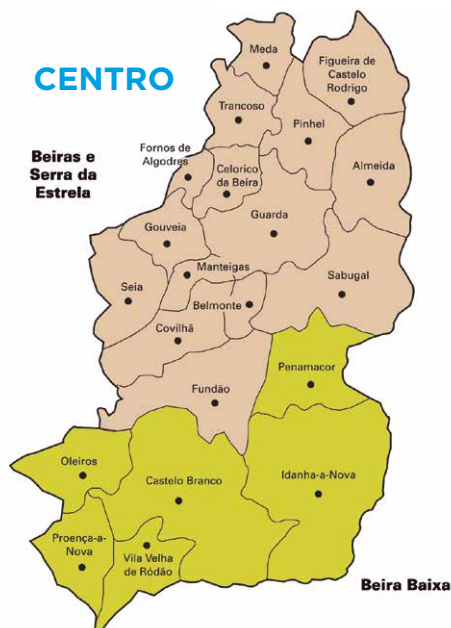 CENTRO
Meda
Figueira de
Castelo
Rodrigo
Trancoso
Pinhel
Fornos de
Algodres
Beiras e
Serra da
Estrela
Celorico
da Beira
Almeida
Gouveia
Guarda
Manteigas
Seia
Sabugal
Belmonte
Covilhã
Penamacor
Fundão
Oleiros
Castelo Branco
Idanha-a-Nova
Proença-a-
Nova
Vila Velha
de Ródão
Beira Baixa